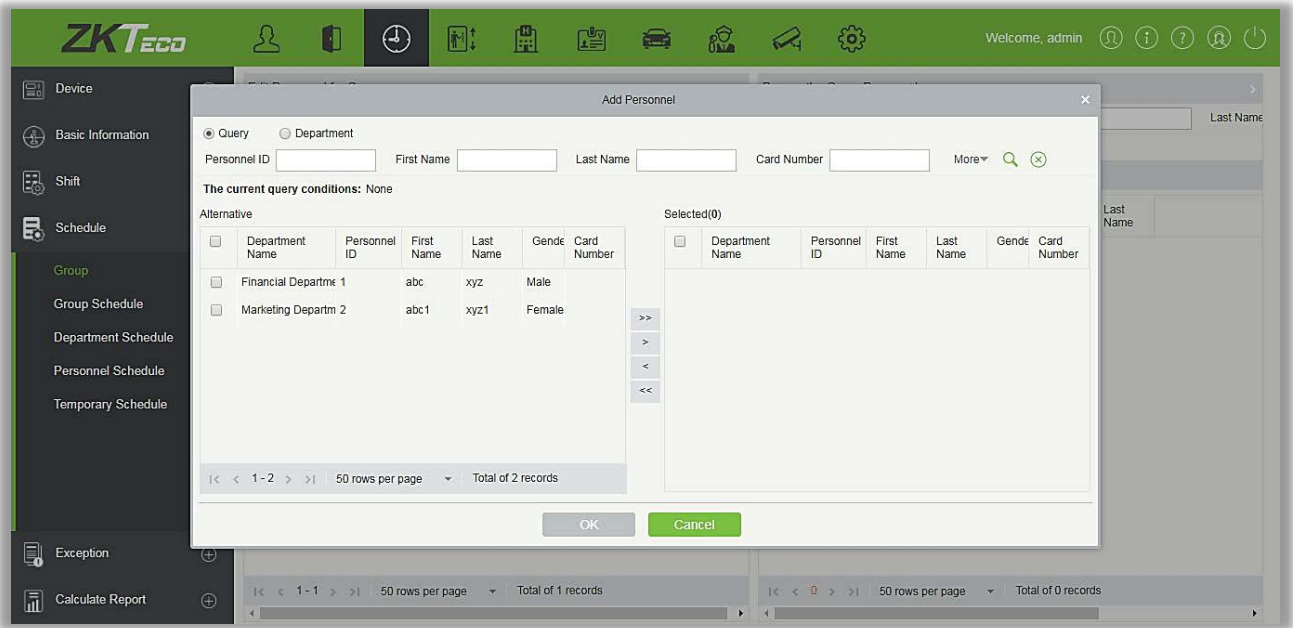 ZKTeco
Welcome, admin
Device
Basic Information
Shift
Schedule
Group
Group Schedule
Department Schedule
Personnel Schedule
Temporary Schedule
Exception
Calculate Report
Add Personnel
Query Department
Personnel ID First Name Last Name Card Number More
The current query conditions: None
Alternative
Department Name Personnel ID First Name Last Name Gende Card Number
Financial Departme 1 abc xyz Male
Marketing Departm 2 abc1 xyz1 Female
1 - 2 50 rows per page Total of 2 records
>>
>
<
<<
Selected(0)
Department Name Personnel ID First Name Last Name Gende Card Number
OK Cancel
Last Name
Last
Name
1 - 1 50 rows per page Total of 1 records
0 50 rows per page Total of 0 records